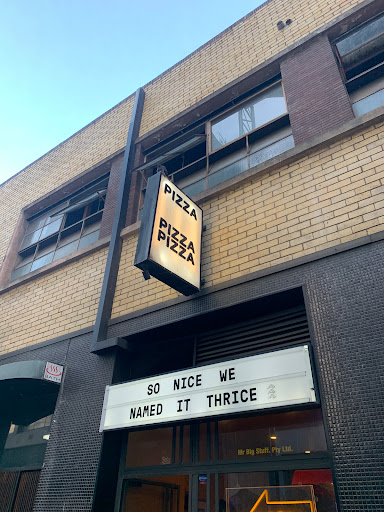 PIZZA
PIZZA
PIZZA
SO NICE WE
NAMED IT THRICE
Mr Big Stuff. Pty Ltd.